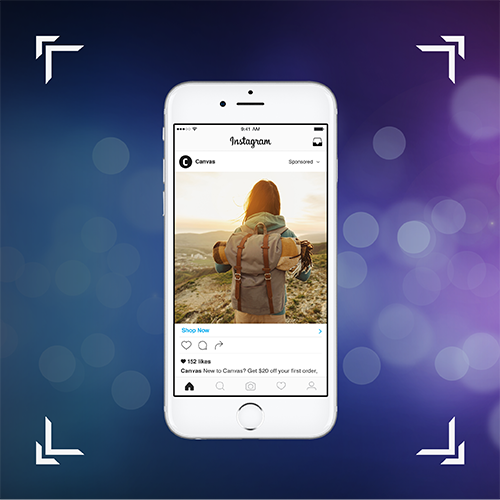 9:41 AM
Instagram
C Canvas Sponsored
Shop Now
152 likes
Canvas New to Canvas? Get $20 off your first order,